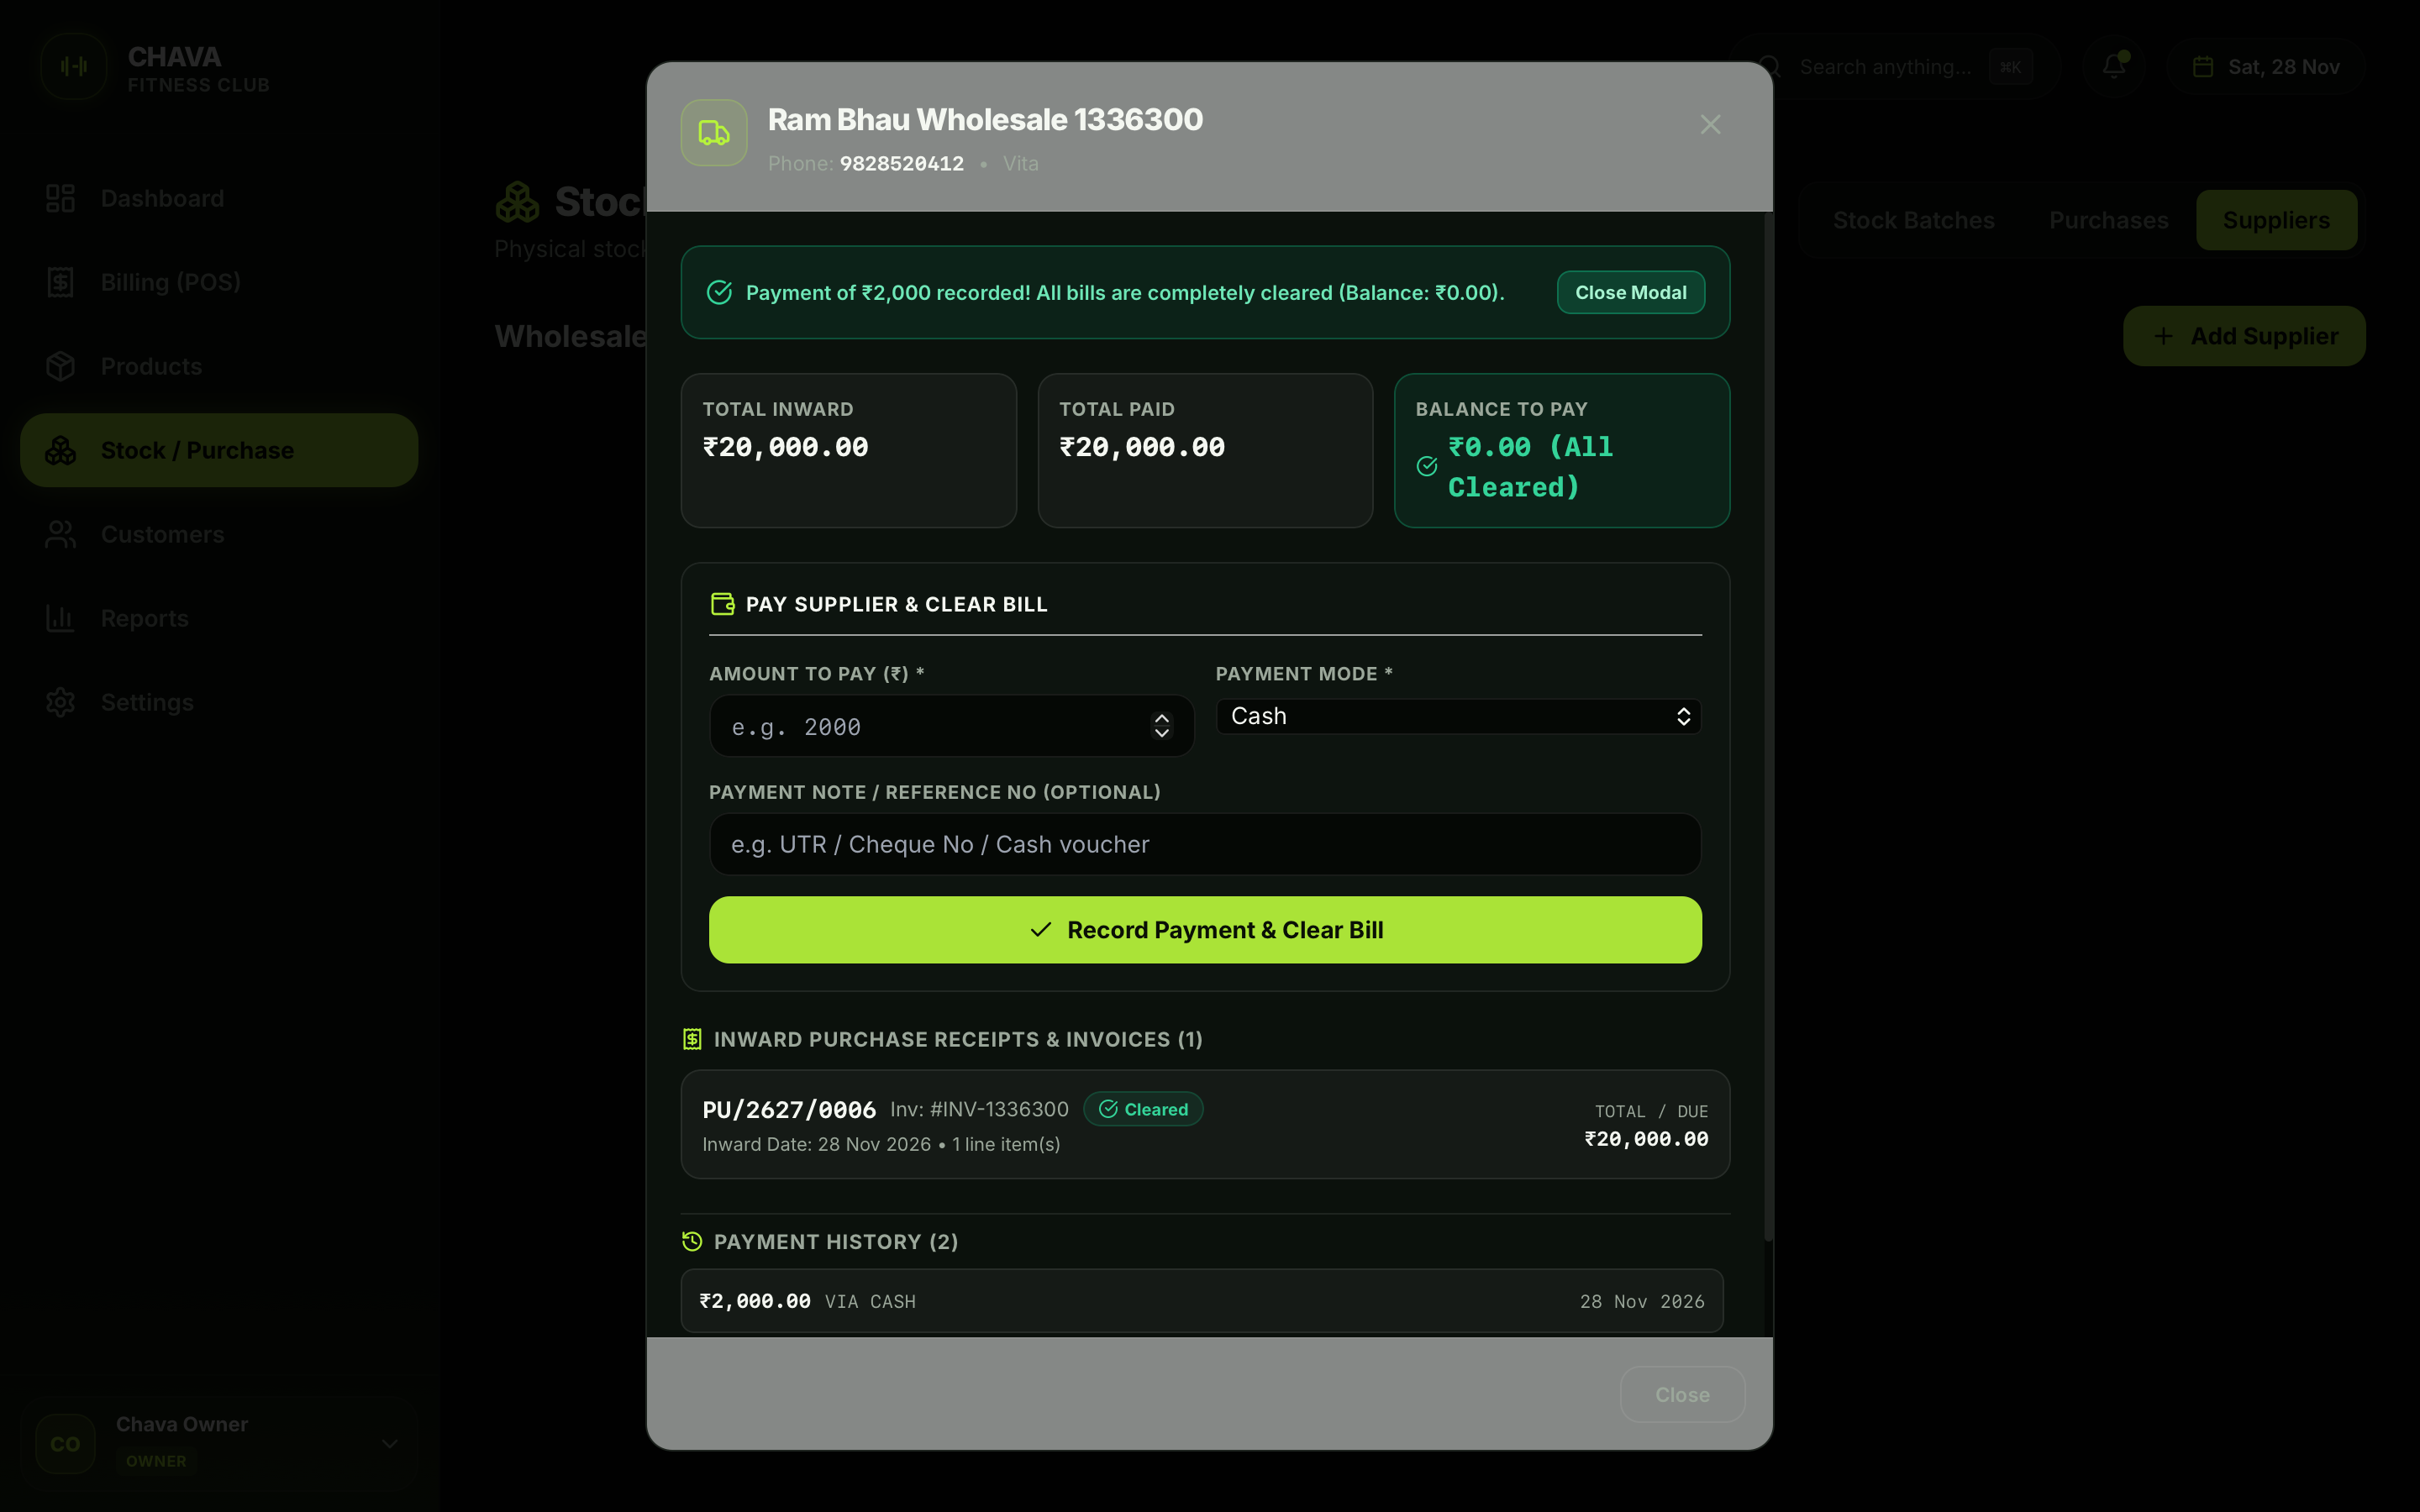 CHAVA
FITNESS CLUB
Dashboard
Billing (POS)
Products
Stock / Purchase
Customers
Reports
Settings
CO
Chava Owner
OWNER
Search anything...
⌘K
Sat, 28 Nov
Physical stock
Stock Batches
Purchases
Suppliers
Wholesale
Add Supplier
Ram Bhau Wholesale 1336300
Phone: 9828520412 • Vita
Payment of ₹2,000 recorded! All bills are completely cleared (Balance: ₹0.00).
Close Modal
TOTAL INWARD
₹20,000.00
TOTAL PAID
₹20,000.00
BALANCE TO PAY
₹0.00 (All
Cleared)
PAY SUPPLIER & CLEAR BILL
AMOUNT TO PAY (₹) *
e.g. 2000
PAYMENT MODE *
Cash
PAYMENT NOTE / REFERENCE NO (OPTIONAL)
e.g. UTR / Cheque No / Cash voucher
Record Payment & Clear Bill
INWARD PURCHASE RECEIPTS & INVOICES (1)
PU/2627/0006 Inv: #INV-1336300 Cleared
Inward Date: 28 Nov 2026 • 1 line item(s)
TOTAL / DUE
₹20,000.00
PAYMENT HISTORY (2)
₹2,000.00 VIA CASH
28 Nov 2026
Close